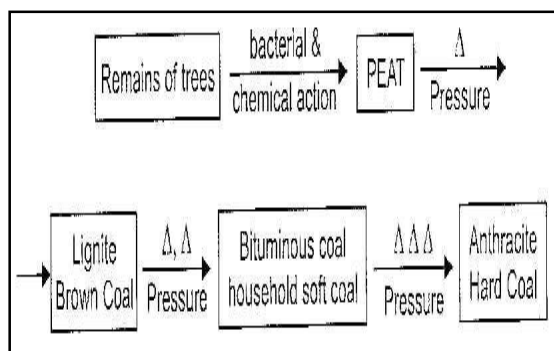 Remains of trees
bacterial &
chemical action
PEAT
Δ
Pressure
Lignite
Brown Coal
Δ, Δ
Pressure
Bituminous coal
household soft coal
Δ Δ Δ
Pressure
Anthracite
Hard Coal